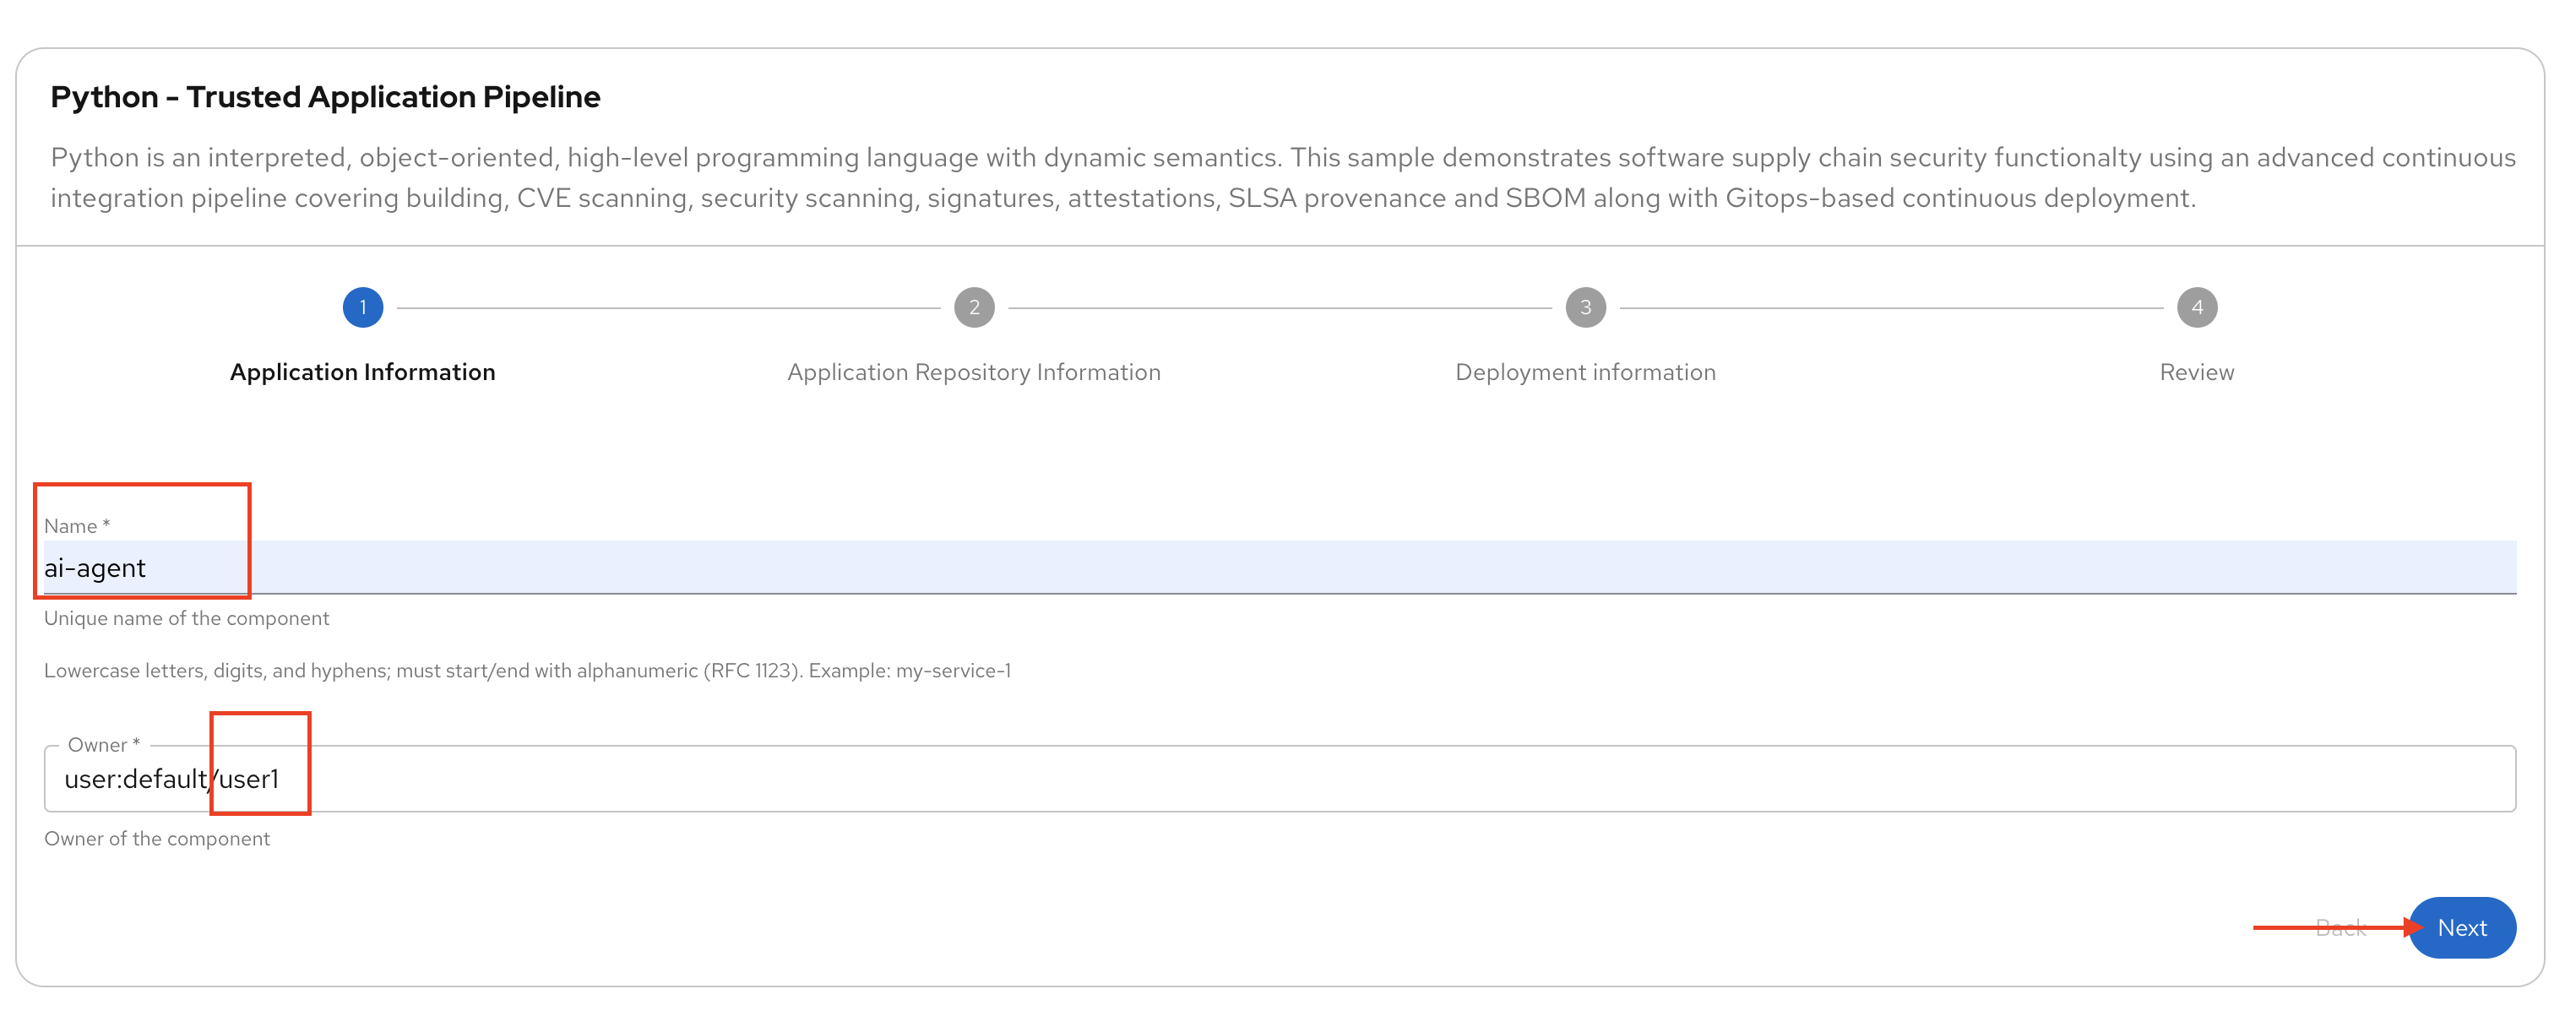 Python - Trusted Application Pipeline
Python is an interpreted, object-oriented, high-level programming language with dynamic semantics. This sample demonstrates software supply chain security functionalty using an advanced continuous
integration pipeline covering building, CVE scanning, security scanning, signatures, attestations, SLSA provenance and SBOM along with Gitops-based continuous deployment.
1 2 3 4
Application Information Application Repository Information Deployment information Review
Name *
ai-agent
Unique name of the component
Lowercase letters, digits, and hyphens; must start/end with alphanumeric (RFC 1123). Example: my-service-1
Owner *
user:default/user1
Owner of the component
Back Next